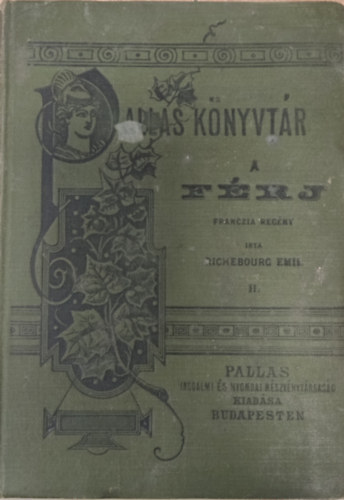 PALLAS KÖNYVTÁR
A
FÉRJ
FRANCZIA REGÉNY
IRTA
RICHEBOURG EMIL
II.
PALLAS
IRODALMI ÉS NYOMDAI RÉSZVÉNYTÁRSASÁG
KIADÁSA
BUDAPESTEN